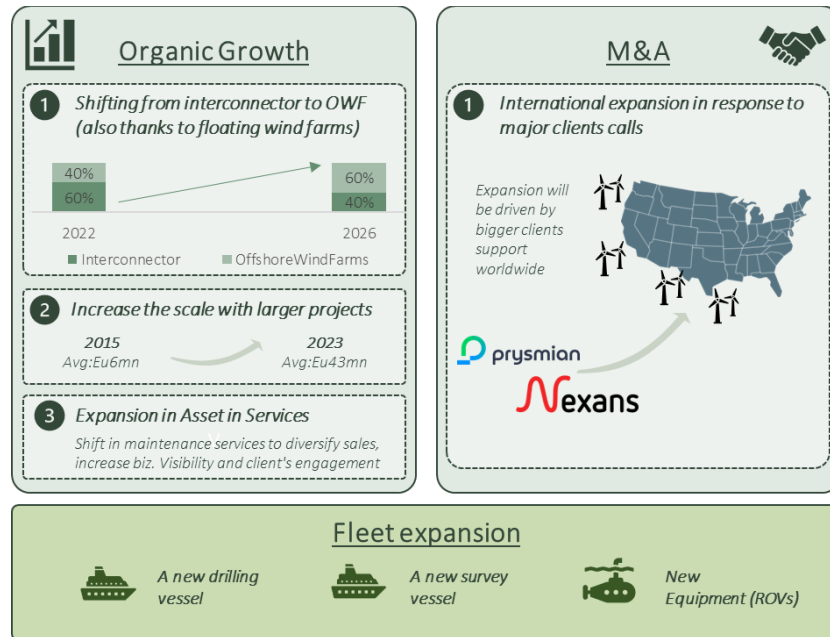 Organic Growth
1
Shifting from interconnector to OWF
(also thanks to floating wind farms)
40%
60%
60%
40%
2022
2026
Interconnector
OffshoreWindFarms
2
Increase the scale with larger projects
2015
2023
Avg:Eu6mn
Avg:Eu43mn
3
Expansion in Asset in Services
Shift in maintenance services to diversify sales,
increase biz. Visibility and client's engagement
M&A
1
International expansion in response to
major clients calls
Expansion will
be driven by
bigger clients
support
worldwide
prysmian
Nexans
Fleet expansion
A new drilling
vessel
A new survey
vessel
New
Equipment (ROVs)